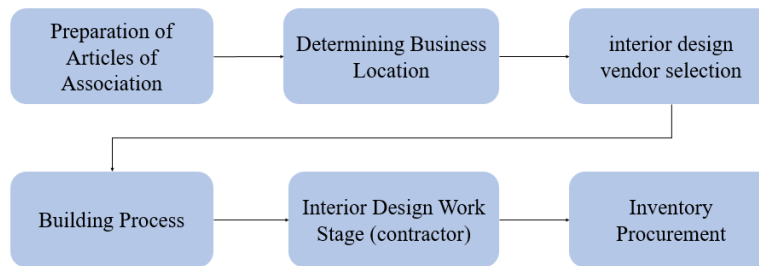 Preparation of
Articles of
Association
Determining Business
Location
interior design
vendor selection
Building Process
Interior Design Work
Stage (contractor)
Inventory
Procurement